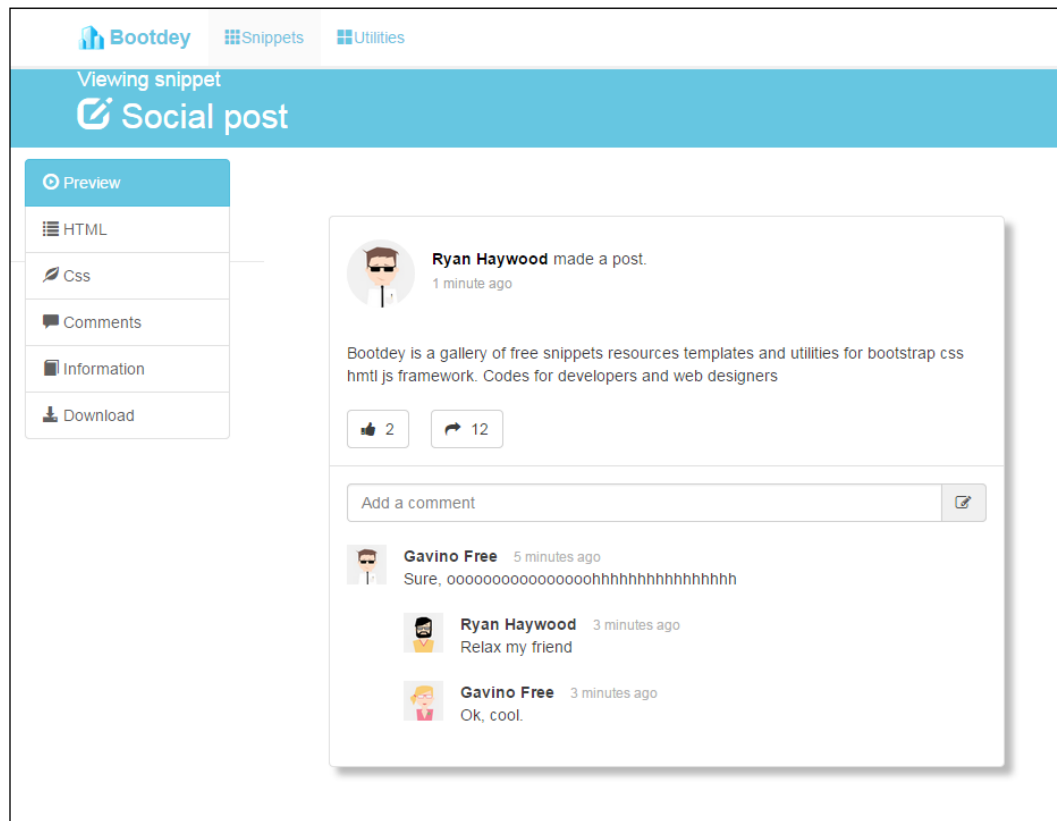 Bootdey Snippets Utilities
Viewing snippet
Social post
Preview
HTML
Css
Comments
Information
Download
Ryan Haywood made a post.
1 minute ago
Bootdey is a gallery of free snippets resources templates and utilities for bootstrap css
hmtl js framework. Codes for developers and web designers
2 12
Add a comment
Gavino Free 5 minutes ago
Sure, oooooooooooooooohhhhhhhhhhhhhhhh
Ryan Haywood 3 minutes ago
Relax my friend
Gavino Free 3 minutes ago
Ok, cool.